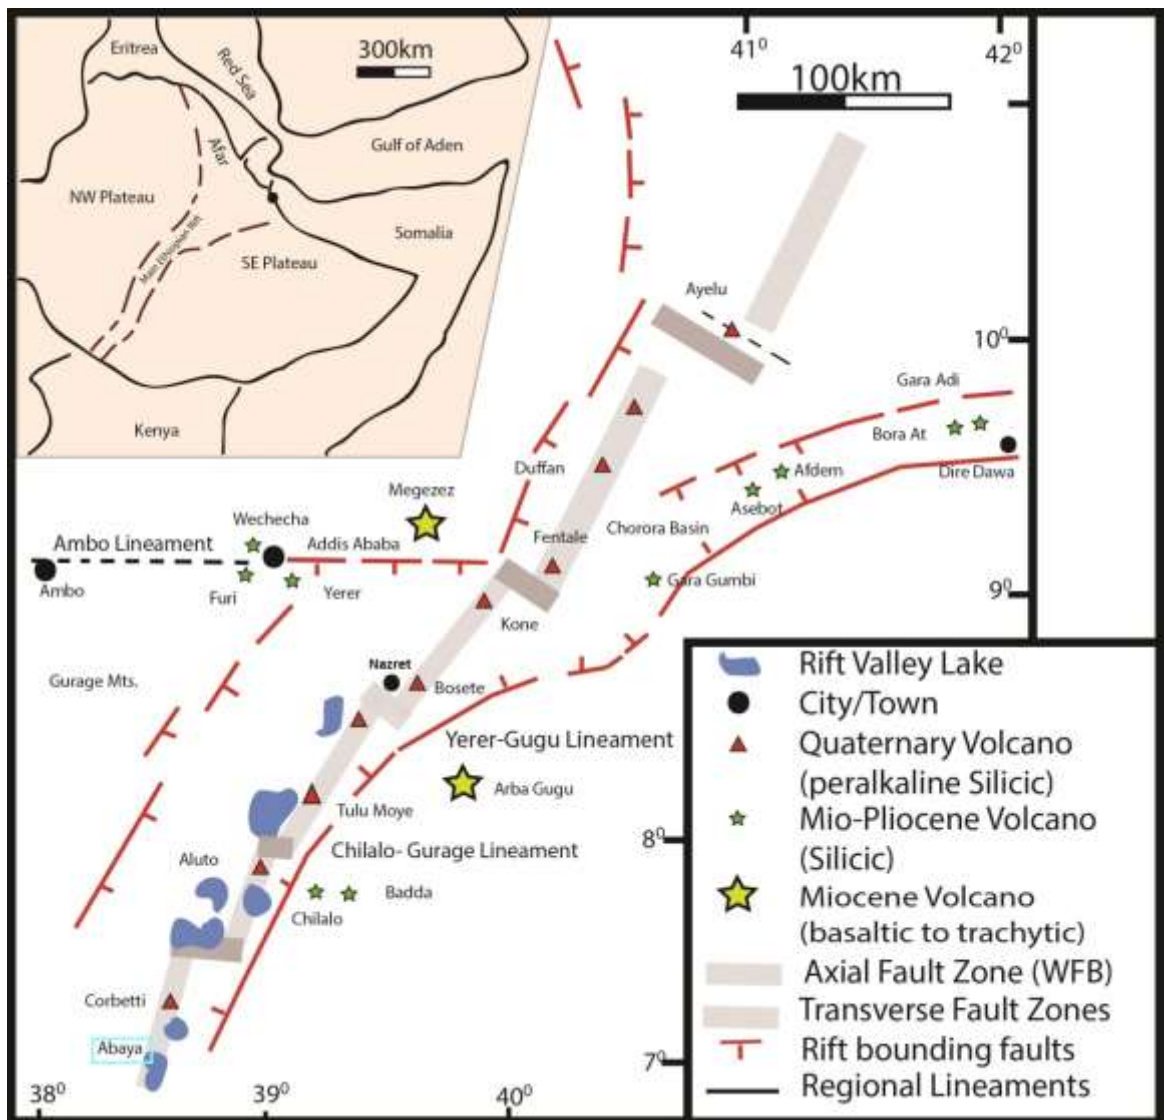 Eritrea
Red Sea
300km
Afar
Gulf of Aden
NW Plateau
Main Ethiopian Rift
Somalia
SE Plateau
Kenya
41⁰
42⁰
100km
Ayelu
10⁰
Gara Adi
Bora At
Duffan
Afdem
Dire Dawa
Megezez
Asebot
Wechecha
Chorora Basin
Ambo Lineament
Addis Ababa
Fentale
Ambo
Furi
Yerer
Gara Gumbi
9⁰
Kone
Gurage Mts.
Nazret
Bosete
Yerer-Gugu Lineament
Arba Gugu
Tulu Moye
8⁰
Chilalo- Gurage Lineament
Aluto
Badda
Chilalo
Corbetti
Abaya
7⁰
38⁰
39⁰
40⁰
Rift Valley Lake
City/Town
Quaternary Volcano
(peralkaline Silicic)
Mio-Pliocene Volcano
(Silicic)
Miocene Volcano
(basaltic to trachytic)
Axial Fault Zone (WFB)
Transverse Fault Zones
Rift bounding faults
Regional Lineaments